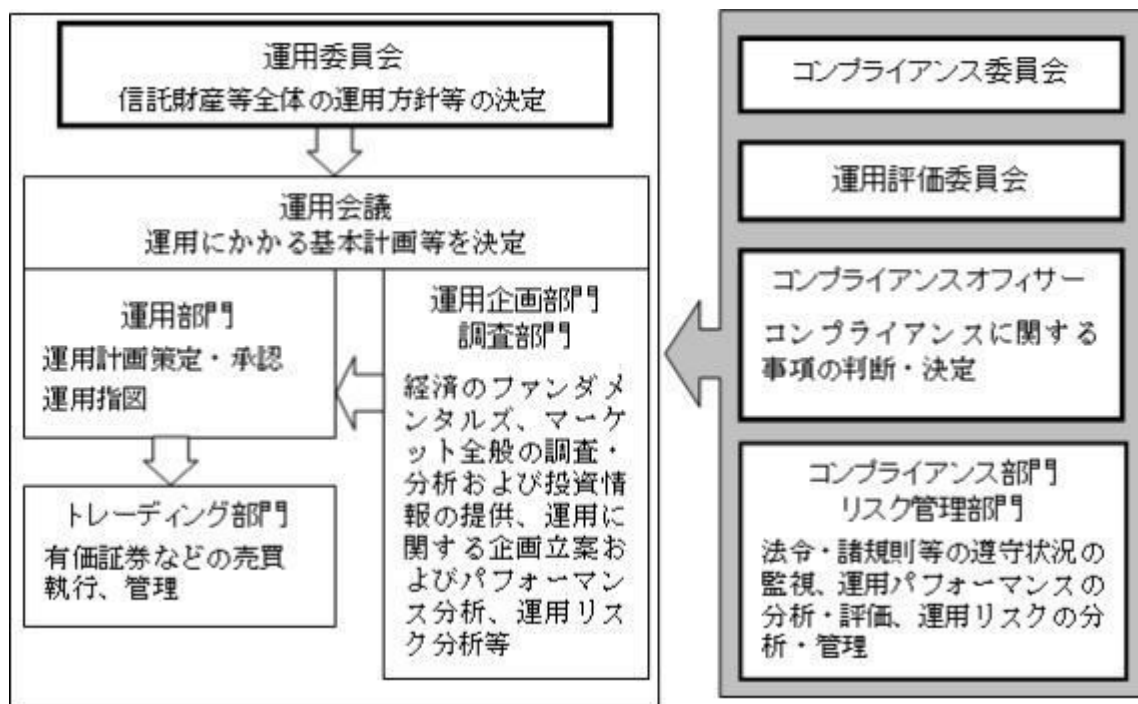 運用委員会
信託財産等全体の運用方針等の決定
運用会議
運用にかかる基本計画等を決定
運用部門
運用計画策定・承認
運用指図
運用企画部門
調査部門
経済のファンダメ
ンタルズ、マーケ
ット全般の調査・
分析および投資情
報の提供、運用に
関する企画立案お
よびパフォーマン
ス分析、運用リス
ク分析等
トレーディング部門
有価証券などの売買
執行、管理
コンプライアンス委員会
運用評価委員会
コンプライアンスオフィサー
コンプライアンスに関する
事項の判断・決定
コンプライアンス部門
リスク管理部門
法令・諸規則等の遵守状況の
監視、運用パフォーマンスの
分析・評価、運用リスクの分
析・管理